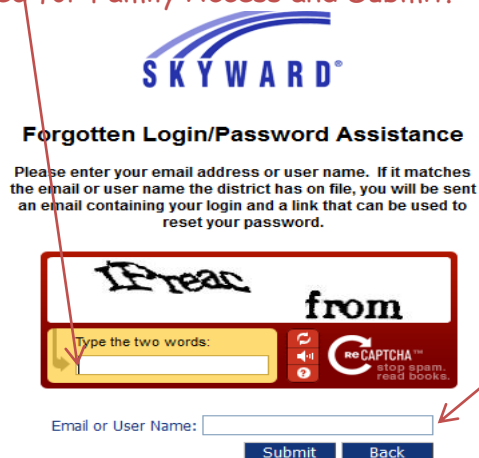 for Family Access and Submit.
SKYWARD®
Forgotten Login/Password Assistance
Please enter your email address or user name. If it matches
the email or user name the district has on file, you will be sent
an email containing your login and a link that can be used to
reset your password.
from
Type the two words:
?
ReCAPTCHA™
stop spam.
read books.
Email or User Name:
Submit Back